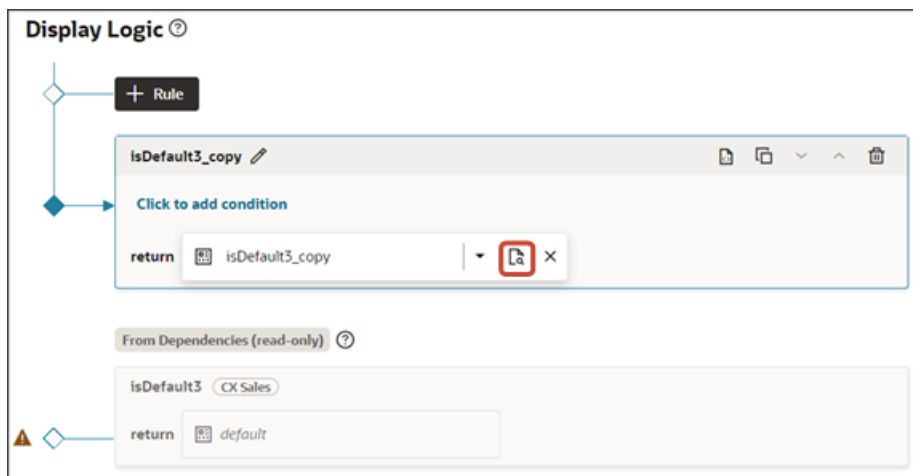 Display Logic
+ Rule
isDefault3_copy
Click to add condition
return isDefault3_copy
From Dependencies (read-only)
isDefault3 CX Sales
return default